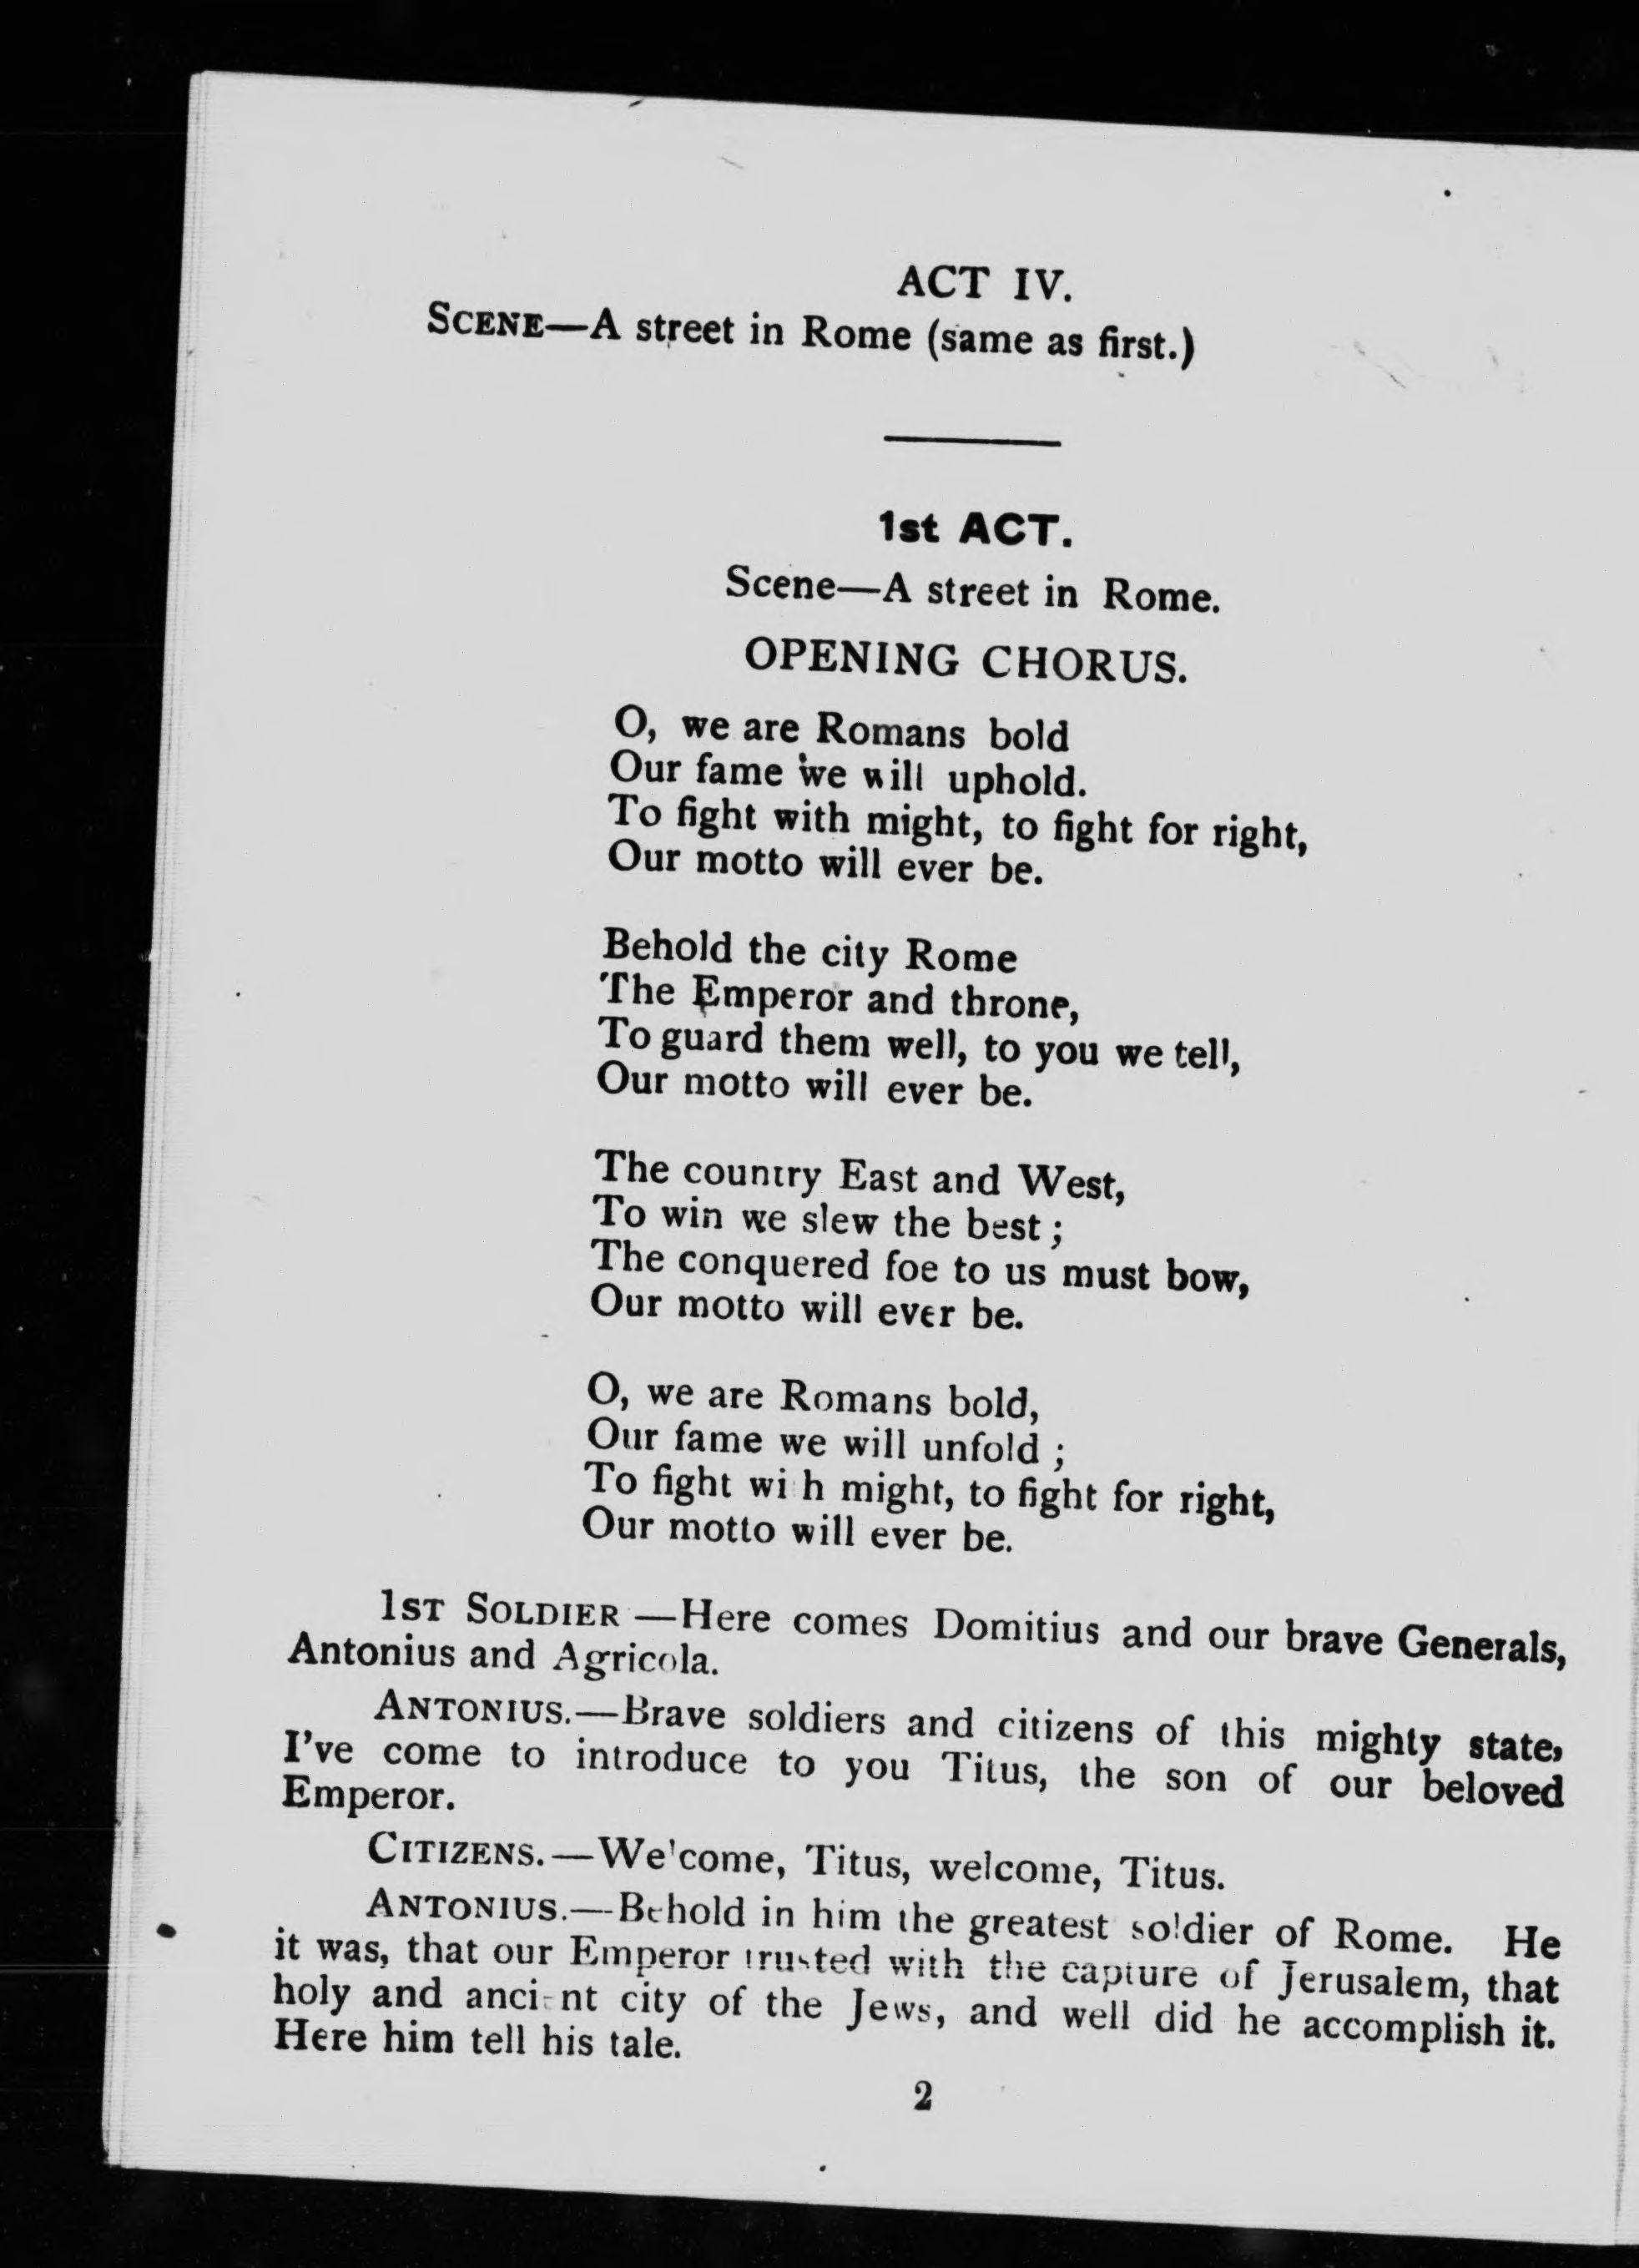 ACT IV.
SCENE—A street in Rome (same as first.)
1st ACT.
Scene—A street in Rome.
OPENING CHORUS.
O, we are Romans bold
Our fame we will uphold.
To fight with might, to fight for right,
Our motto will ever be.
Behold the city Rome
The Emperor and throne,
To guard them well, to you we tell,
Our motto will ever be.
The country East and West,
To win we slew the best ;
The conquered foe to us must bow,
Our motto will ever be.
O, we are Romans bold,
Our fame we will unfold ;
To fight wi h might, to fight for right,
Our motto will ever be.
1ST SOLDIER —Here comes Domitius and our brave Generals,
Antonius and Agricola.
ANTONIUS.—Brave soldiers and citizens of this mighty state,
I've come to introduce to you Titus, the son of our beloved
Emperor.
CITIZENS.—We'come, Titus, welcome, Titus.
ANTONIUS.—Behold in him the greatest soldier of Rome. He
it was, that our Emperor trusted with the capture of Jerusalem, that
holy and ancient city of the Jews, and well did he accomplish it.
Here him tell his tale.
2